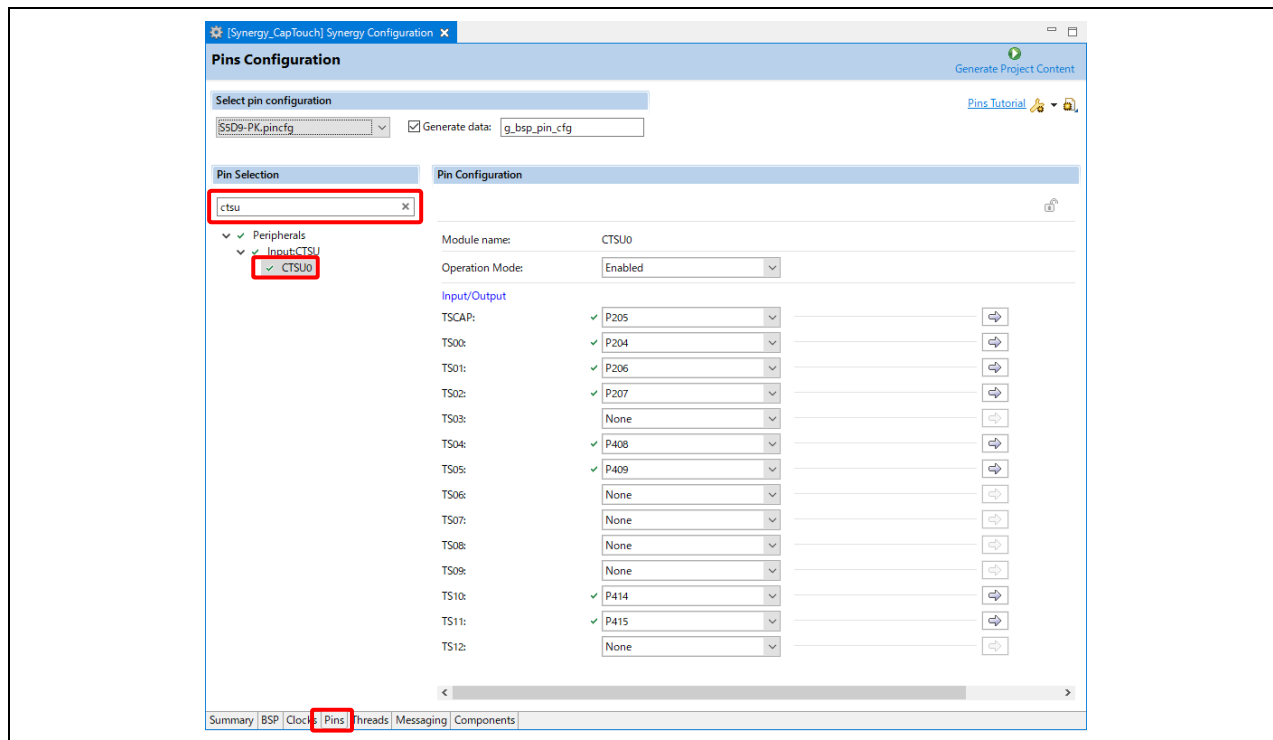 [Synergy_CapTouch] Synergy Configuration
Pins Configuration
Generate Project Content
Select pin configuration
Pins Tutorial
S5D9-PK.pincfg
Generate data: g_bsp_pin_cfg
Pin Selection Pin Configuration
ctsu
Peripherals
Input:CTSU
CTSU0
Module name: CTSU0
Operation Mode: Enabled
Input/Output
TSCAP: P205
TS00: P204
TS01: P206
TS02: P207
TS03: None
TS04: P408
TS05: P409
TS06: None
TS07: None
TS08: None
TS09: None
TS10: P414
TS11: P415
TS12: None
Summary BSP Clocks Pins Threads Messaging Components